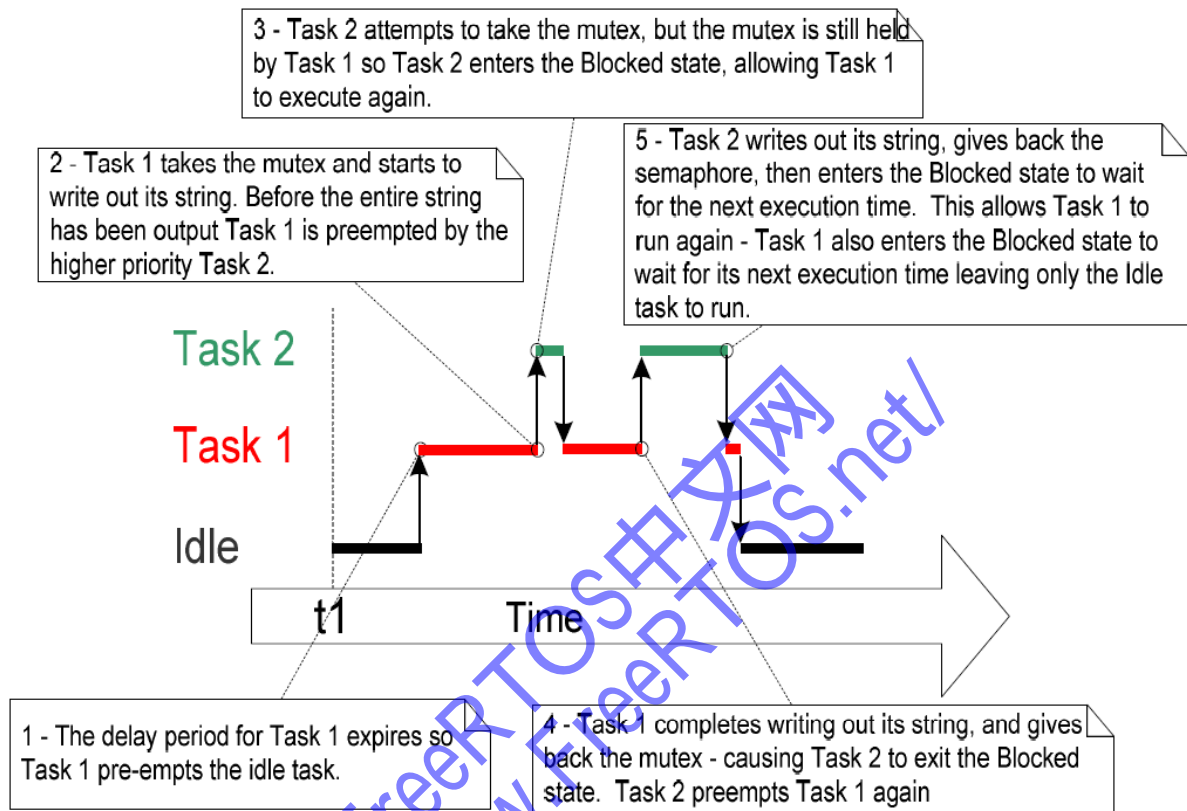 3 - Task 2 attempts to take the mutex, but the mutex is still held
by Task 1 so Task 2 enters the Blocked state, allowing Task 1
to execute again.
2 - Task 1 takes the mutex and starts to
write out its string. Before the entire string
has been output Task 1 is preempted by the
higher priority Task 2.
5 - Task 2 writes out its string, gives back the
semaphore, then enters the Blocked state to wait
for the next execution time. This allows Task 1 to
run again - Task 1 also enters the Blocked state to
wait for its next execution time leaving only the Idle
task to run.
Task 2
Task 1
Idle
t1
Time
1 - The delay period for Task 1 expires so
Task 1 pre-empts the idle task.
4 - Task 1 completes writing out its string, and gives
back the mutex - causing Task 2 to exit the Blocked
state. Task 2 preempts Task 1 again
FreeRTOS中文网
www.FreeRTOS.net/